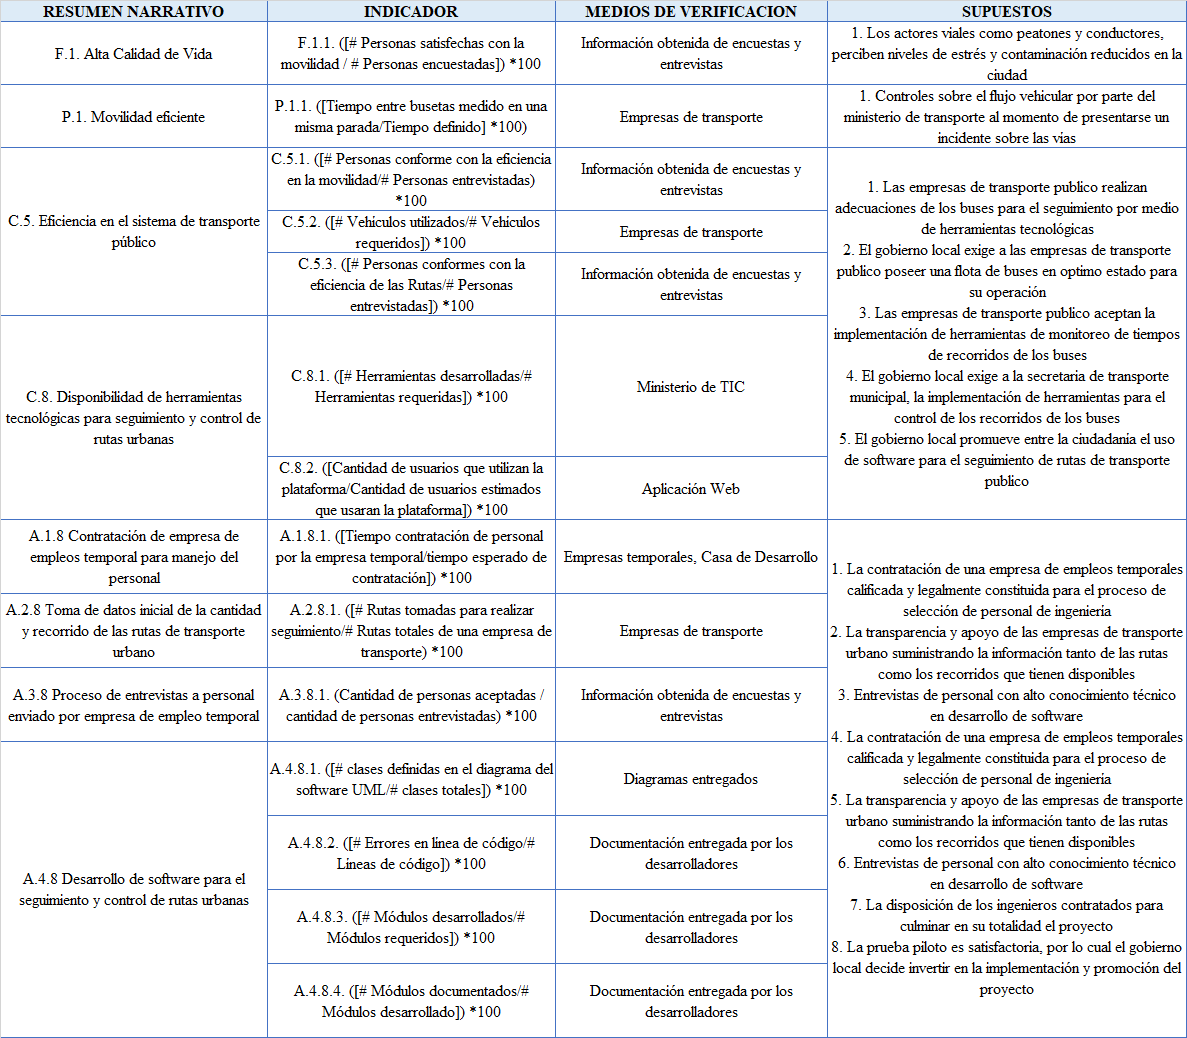 RESUMEN NARRATIVO
INDICADOR
MEDIOS DE VERIFICACION
SUPUESTOS
F.1. Alta Calidad de Vida
F.1.1. ([# Personas satisfechas con la
movilidad / # Personas encuestadas]) *100
Información obtenida de encuestas y
entrevistas
1. Los actores viales como peatones y conductores,
perciben niveles de estrés y contaminación reducidos en la
ciudad
P.1. Movilidad eficiente
P.1.1. ([Tiempo entre busetas medido en una
misma parada/Tiempo definido] *100)
Empresas de transporte
1. Controles sobre el flujo vehicular por parte del
ministerio de transporte al momento de presentarse un
incidente sobre las vias
C.5. Eficiencia en el sistema de transporte
público
C.5.1. ([# Personas conforme con la eficiencia
en la movilidad/# Personas entrevistadas)
*100
Información obtenida de encuestas y
entrevistas
C.5.2. ([# Vehiculos utilizados/# Vehiculos
requeridos]) *100
Empresas de transporte
C.5.3. ([# Personas conformes con la
eficiencia de las Rutas/# Personas
entrevistadas]) *100
Información obtenida de encuestas y
entrevistas
1. Las empresas de transporte publico realizan
adecuaciones de los buses para el seguimiento por medio
de herramientas tecnológicas
2. El gobierno local exige a las empresas de transporte
publico poseer una flota de buses en optimo estado para
su operación
3. Las empresas de transporte publico aceptan la
implementación de herramientas de monitoreo de tiempos
de recorridos de los buses
4. El gobierno local exige a la secretaria de transporte
municipal, la implementación de herramientas para el
control de los recorridos de los buses
5. El gobierno local promueve entre la ciudadania el uso
de software para el seguimiento de rutas de transporte
publico
C.8. Disponibilidad de herramientas
tecnológicas para seguimiento y control de
rutas urbanas
C.8.1. ([# Herramientas desarrolladas/#
Herramientas requeridas]) *100
Ministerio de TIC
C.8.2. ([Cantidad de usuarios que utilizan la
plataforma/Cantidad de usuarios estimados
que usaran la plataforma]) *100
Aplicación Web
A.1.8 Contratación de empresa de
empleos temporal para manejo del
personal
A.1.8.1. ([Tiempo contratación de personal
por la empresa temporal/tiempo esperado de
contratación]) *100
Empresas temporales, Casa de Desarrollo
A.2.8 Toma de datos inicial de la cantidad
y recorrido de las rutas de transporte
urbano
A.2.8.1. ([# Rutas tomadas para realizar
seguimiento/# Rutas totales de una empresa de
transporte) *100
Empresas de transporte
A.3.8 Proceso de entrevistas a personal
enviado por empresa de empleo temporal
A.3.8.1. (Cantidad de personas aceptadas /
cantidad de personas entrevistadas) *100
Información obtenida de encuestas y
entrevistas
A.4.8 Desarrollo de software para el
seguimiento y control de rutas urbanas
A.4.8.1. ([# clases definidas en el diagrama del
software UML/# clases totales]) *100
Diagramas entregados
A.4.8.2. ([# Errores en línea de código/#
Lineas de código]) *100
Documentación entregada por los
desarrolladores
A.4.8.3. ([# Módulos desarrollados/#
Módulos requeridos]) *100
Documentación entregada por los
desarrolladores
A.4.8.4. ([# Módulos documentados/#
Módulos desarrollado]) *100
Documentación entregada por los
desarrolladores
1. La contratación de una empresa de empleos temporales
calificada y legalmente constituida para el proceso de
selección de personal de ingenieria
2. La transparencia y apoyo de las empresas de transporte
urbano suministrando la información tanto de las rutas
como los recorridos que tienen disponibles
3. Entrevistas de personal con alto conocimiento técnico
en desarrollo de software
4. La contratación de una empresa de empleos temporales
calificada y legalmente constituida para el proceso de
selección de personal de ingenieria
5. La transparencia y apoyo de las empresas de transporte
urbano suministrando la información tanto de las rutas
como los recorridos que tienen disponibles
6. Entrevistas de personal con alto conocimiento técnico
en desarrollo de software
7. La disposición de los ingenieros contratados para
culminar en su totalidad el proyecto
8. La prueba piloto es satisfactoria, por lo cual el gobierno
local decide invertir en la implementación y promoción del
proyecto